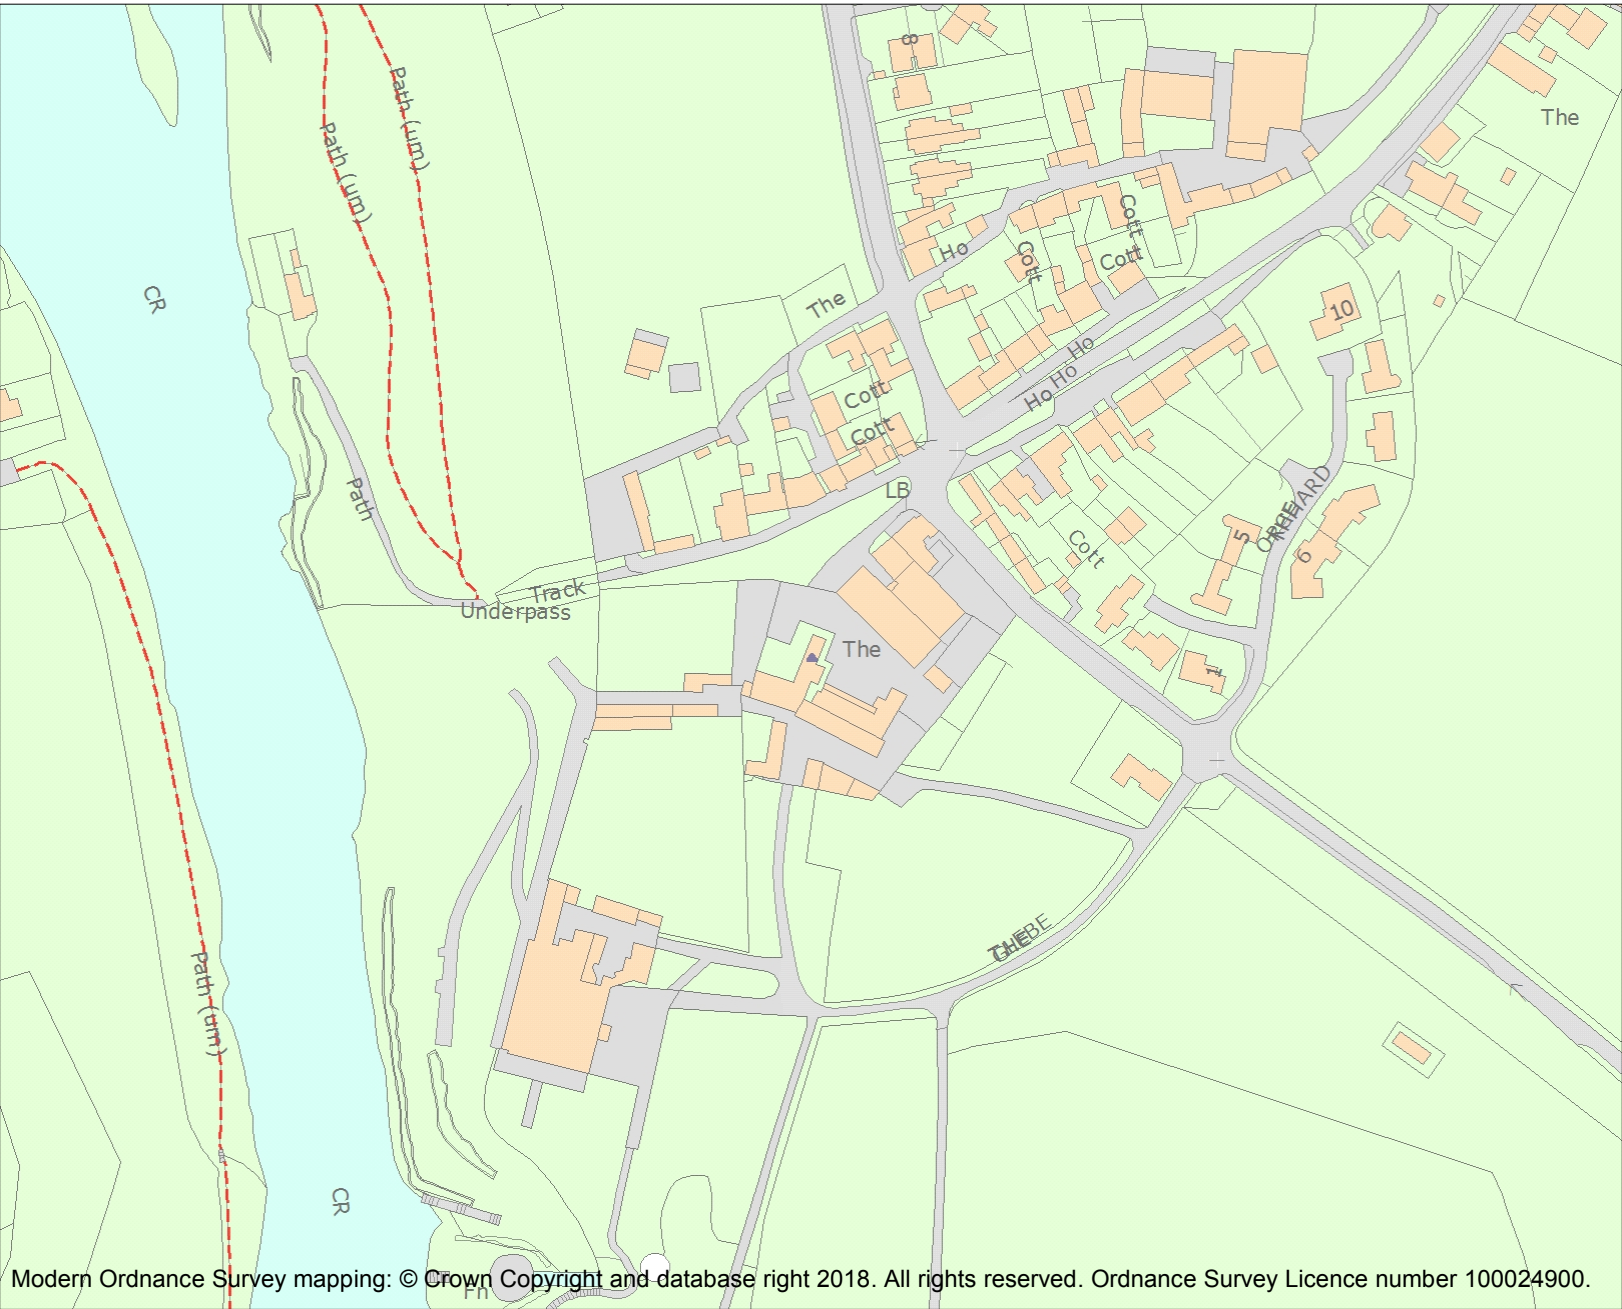 8
Path (um)
Path (um)
The
Cott
Ho
Cott
Cott
CR
The
10
Ho
Ho
Ho
Cott
Cott
Path
LB
ORCHARD
THE
5
6
Cott
Track
Underpass
The
1
GLEBE
THE
Path (um)
CR
Fn
Modern Ordnance Survey mapping: © Crown Copyright and database right 2018. All rights reserved. Ordnance Survey Licence number 100024900.